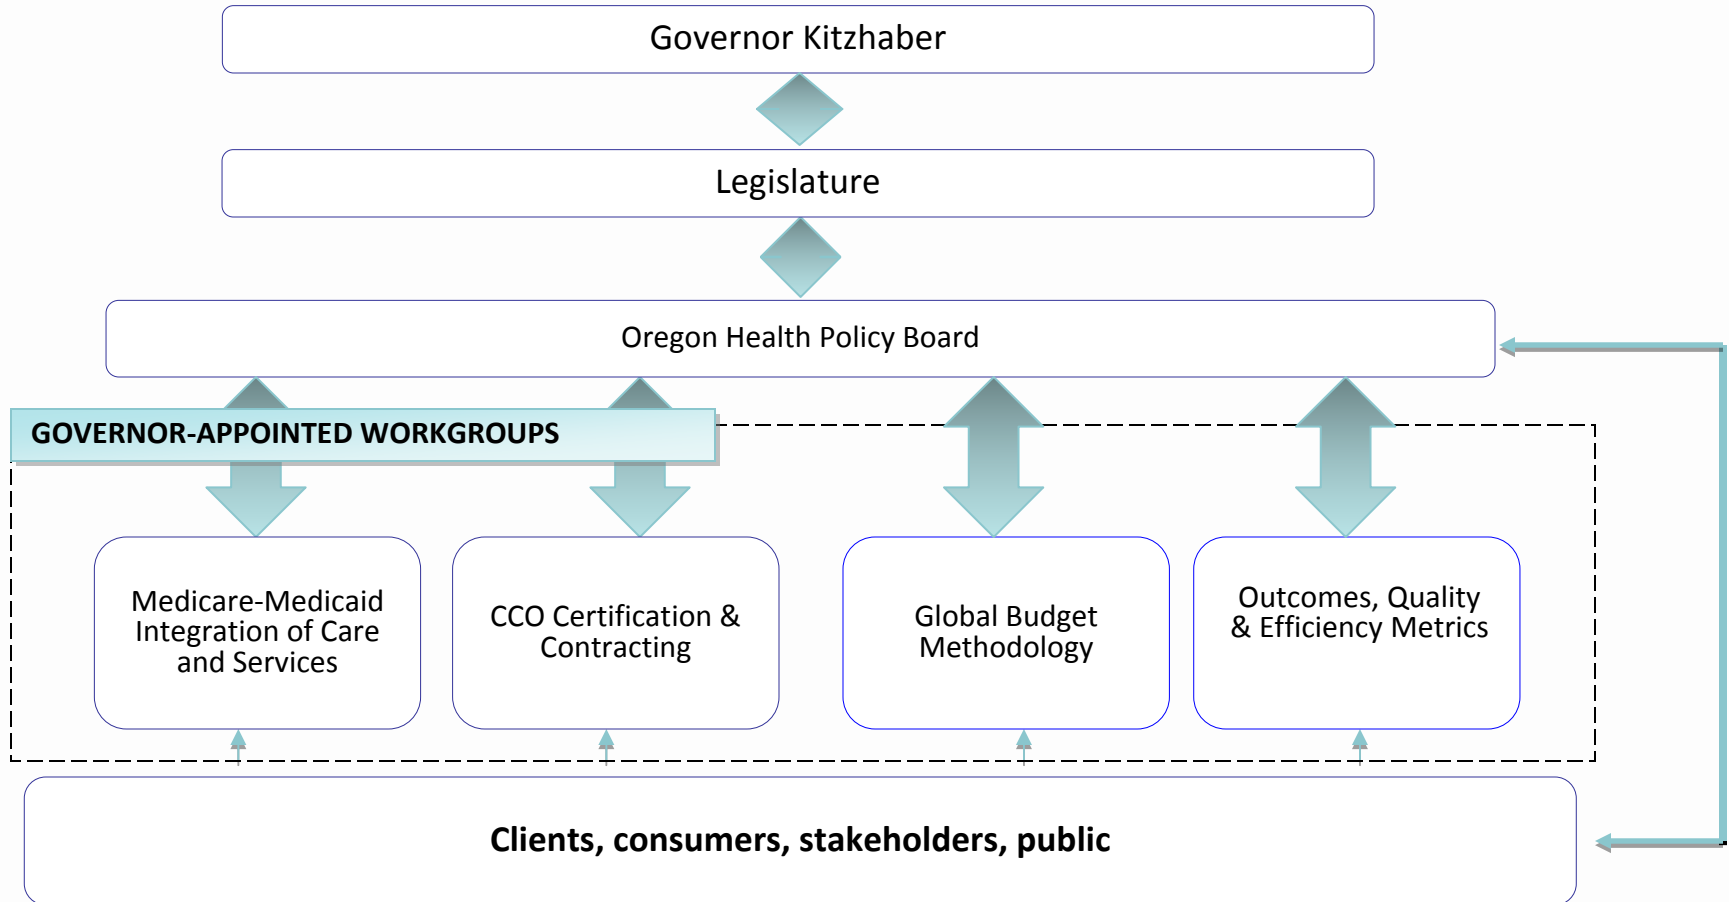 Governor Kitzhaber
Legislature
Oregon Health Policy Board
GOVERNOR-APPOINTED WORKGROUPS
Medicare-Medicaid
Integration of Care
and Services
CCO Certification &
Contracting
Global Budget
Methodology
Outcomes, Quality
& Efficiency Metrics
Clients, consumers, stakeholders, public